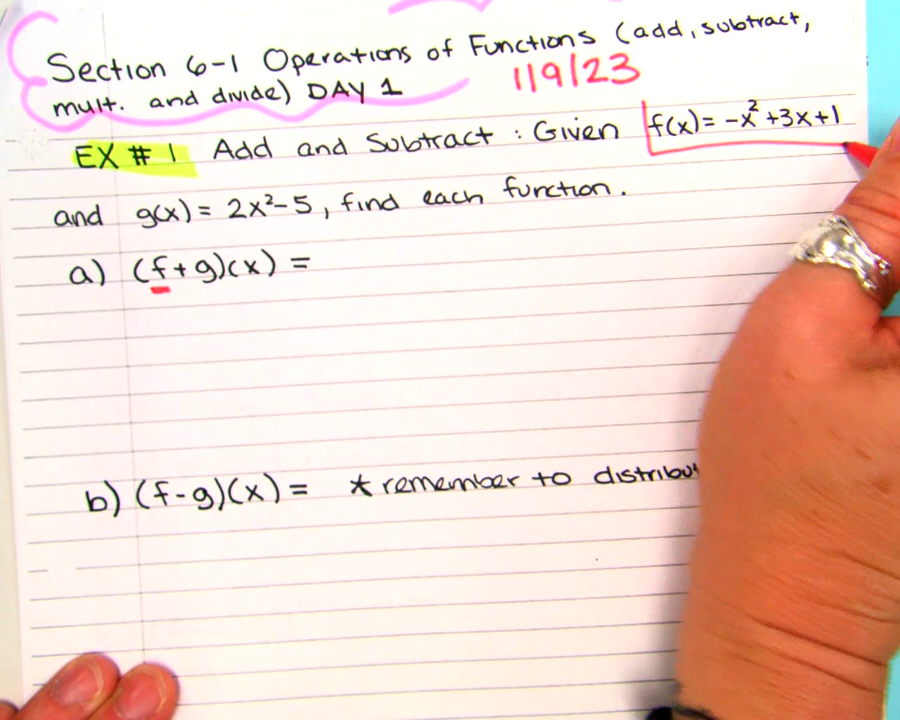 Section 6-1 Operations of Functions (add, subtract,
mult. and divide) DAY 1 1/9/23
EX # 1 Add and Subtract : Given f(x) = -x² +3x+1
and g(x) = 2x²-5, find each function.
a) (f+g)(x) =
b) (f-g)(x) = * remember to